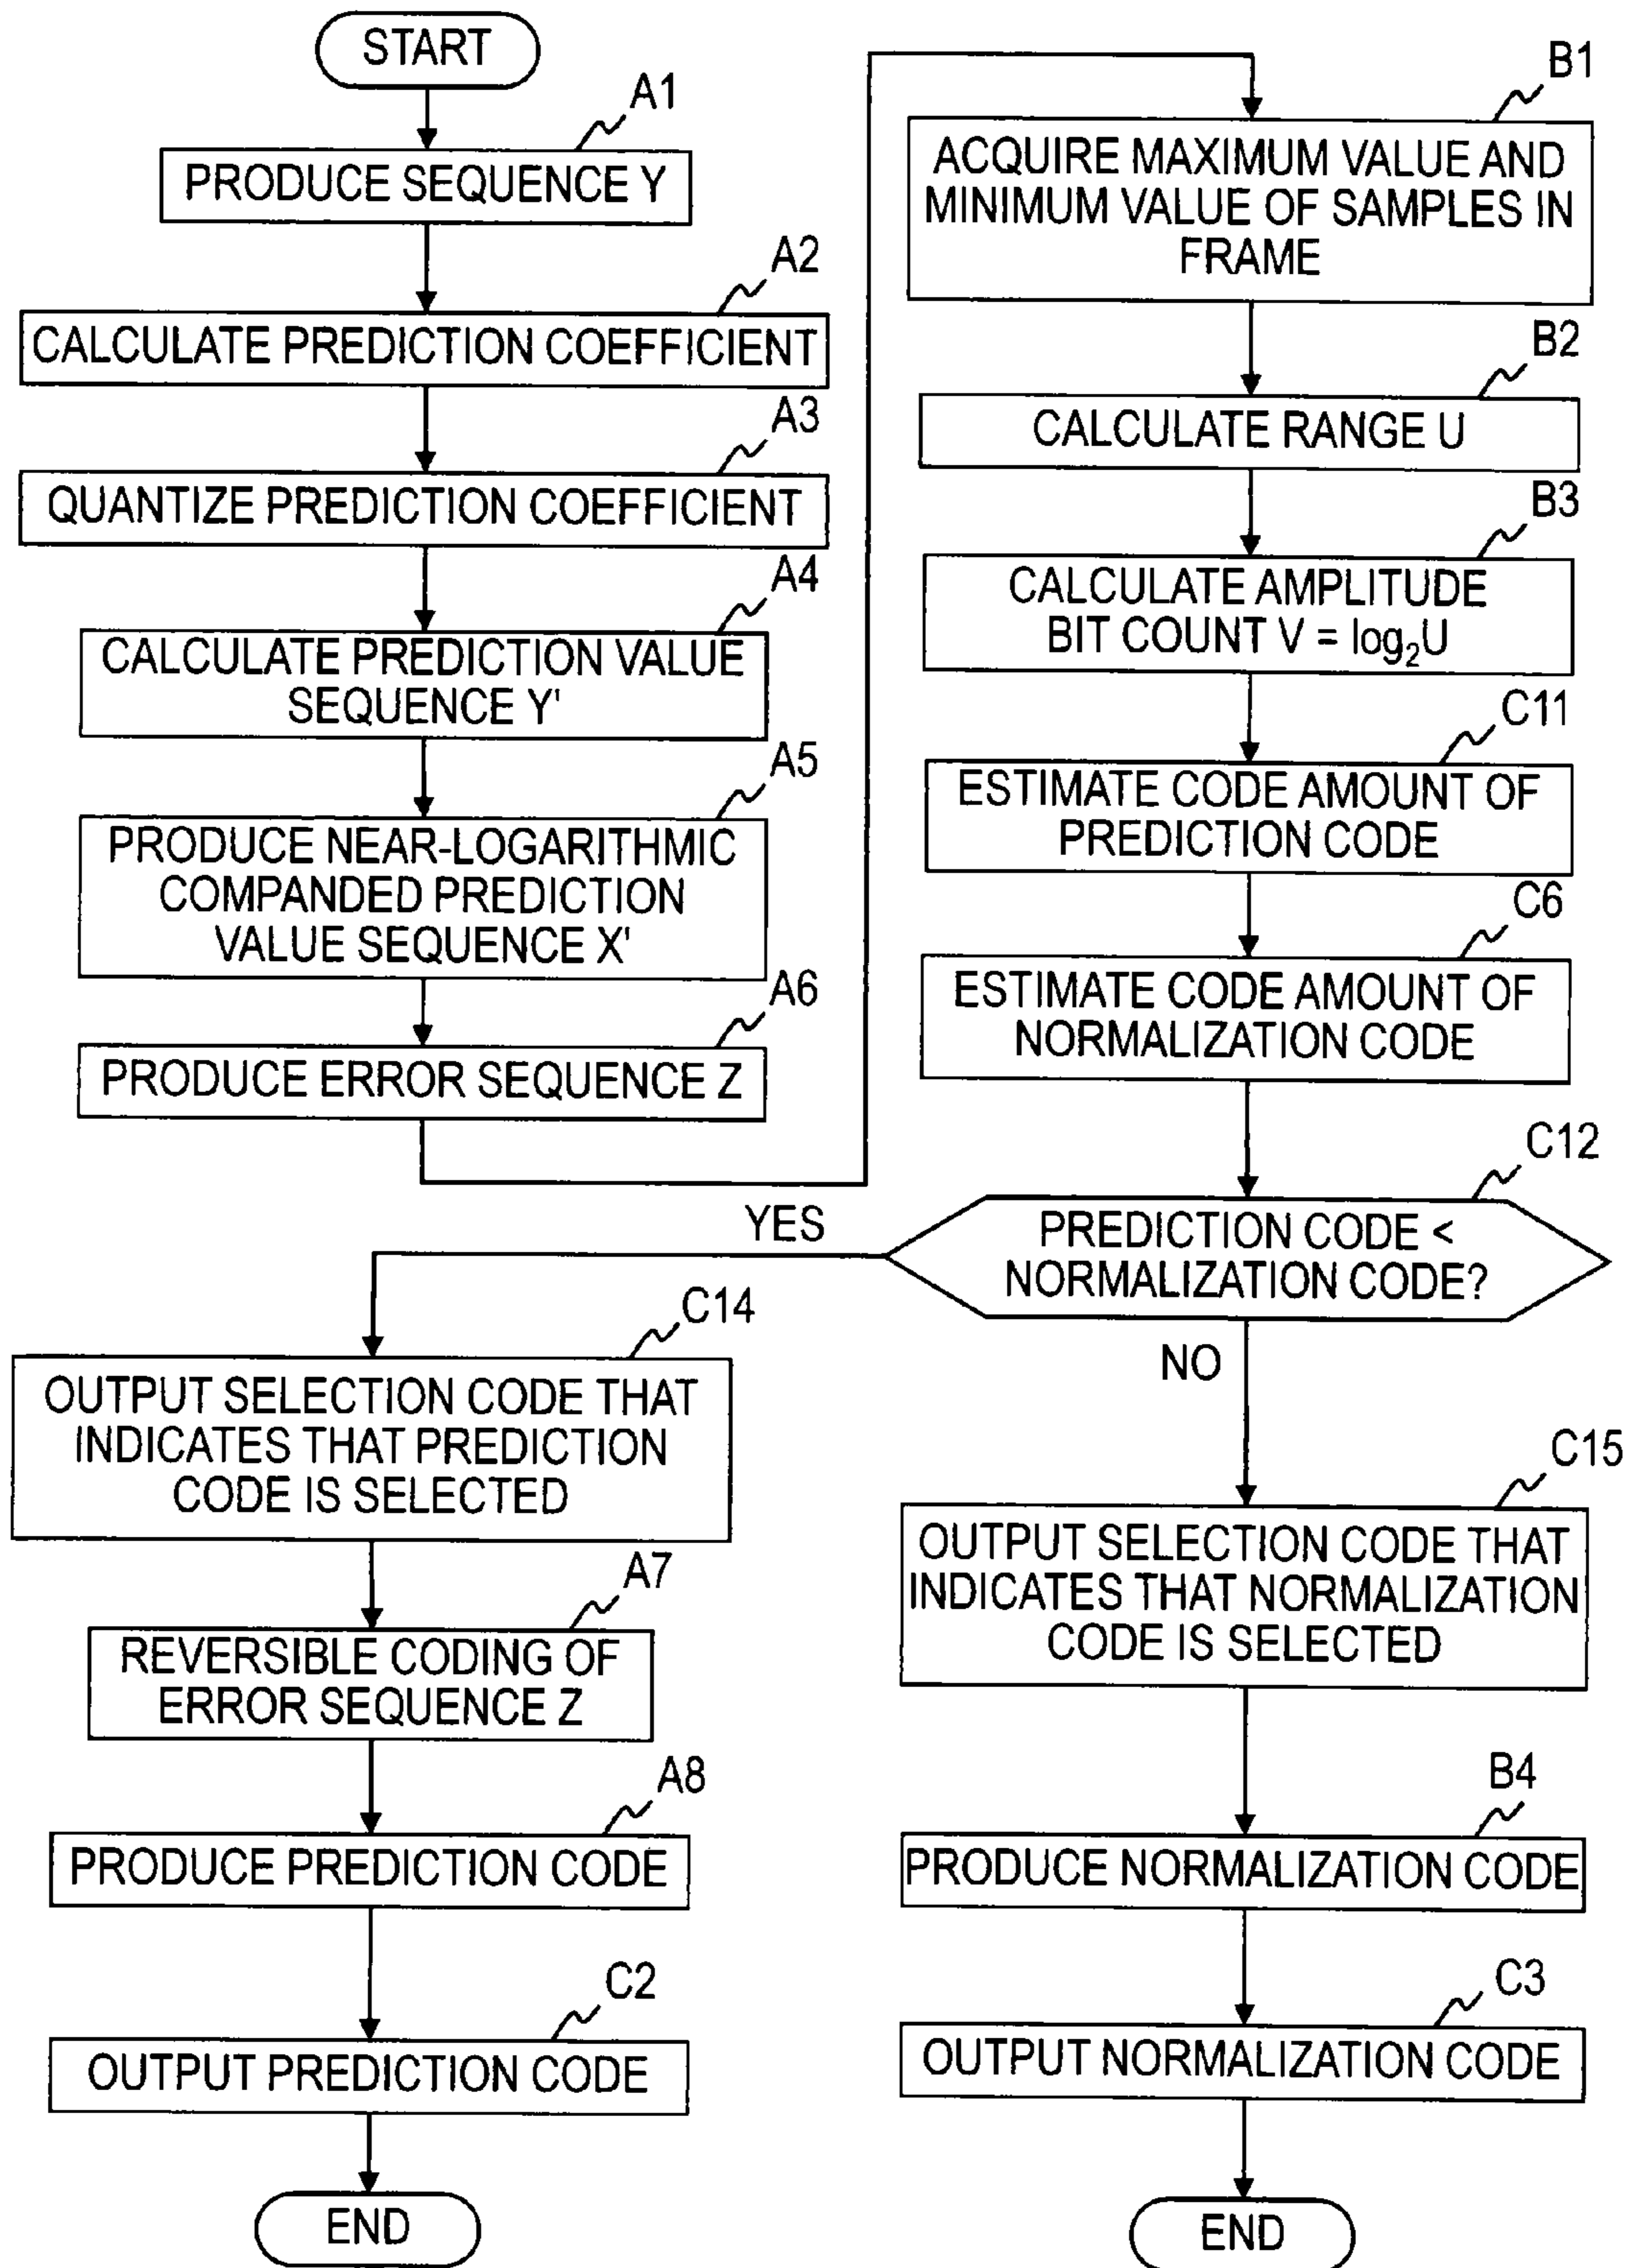 START
A1
PRODUCE SEQUENCE Y
A2
CALCULATE PREDICTION COEFFICIENT
A3
QUANTIZE PREDICTION COEFFICIENT
A4
CALCULATE PREDICTION VALUE
SEQUENCE Y'
A5
PRODUCE NEAR-LOGARITHMIC
COMPANDED PREDICTION
VALUE SEQUENCE X'
A6
PRODUCE ERROR SEQUENCE Z
B1
ACQUIRE MAXIMUM VALUE AND
MINIMUM VALUE OF SAMPLES IN
FRAME
B2
CALCULATE RANGE U
B3
CALCULATE AMPLITUDE
BIT COUNT V = log₂U
C11
ESTIMATE CODE AMOUNT OF
PREDICTION CODE
C6
ESTIMATE CODE AMOUNT OF
NORMALIZATION CODE
C12
PREDICTION CODE <
NORMALIZATION CODE?
YES
C14
OUTPUT SELECTION CODE THAT
INDICATES THAT PREDICTION
CODE IS SELECTED
A7
REVERSIBLE CODING OF
ERROR SEQUENCE Z
A8
PRODUCE PREDICTION CODE
C2
OUTPUT PREDICTION CODE
END
NO
C15
OUTPUT SELECTION CODE THAT
INDICATES THAT NORMALIZATION
CODE IS SELECTED
B4
PRODUCE NORMALIZATION CODE
C3
OUTPUT NORMALIZATION CODE
END